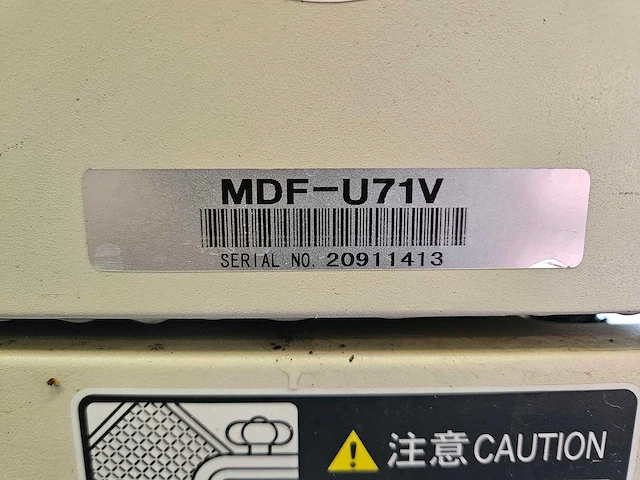 MDF-U71V
SERIAL NO. 20911413
注意 CAUTION